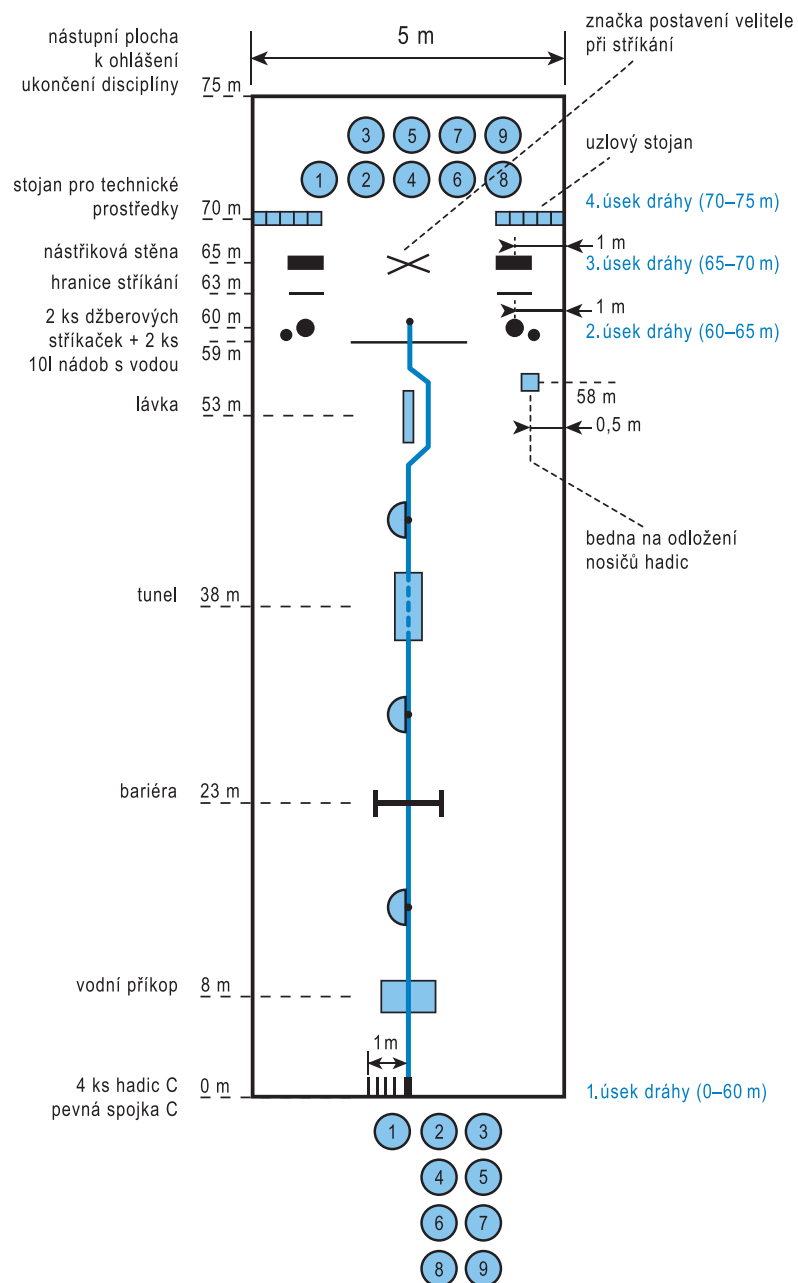 nástupní plocha
k ohlášení
ukončení disciplíny
75 m
5 m
značka postavení velitele
při stříkání
3 5 7 9
1 2 4 6 8
uzlový stojan
stojan pro technické
prostředky
70 m
4. úsek dráhy (70–75 m)
nástřiková stěna
65 m
1 m
3. úsek dráhy (65–70 m)
hranice stříkání
63 m
2 ks džberových
stříkaček + 2 ks
10l nádob s vodou
60 m
59 m
1 m
2. úsek dráhy (60–65 m)
lávka
53 m
58 m
0,5 m
bedna na odložení
nosičů hadic
tunel
38 m
bariéra
23 m
vodní příkop
8 m
1 m
4 ks hadic C
pevná spojka C
0 m
1. úsek dráhy (0–60 m)
1 2 3
4 5
6 7
8 9